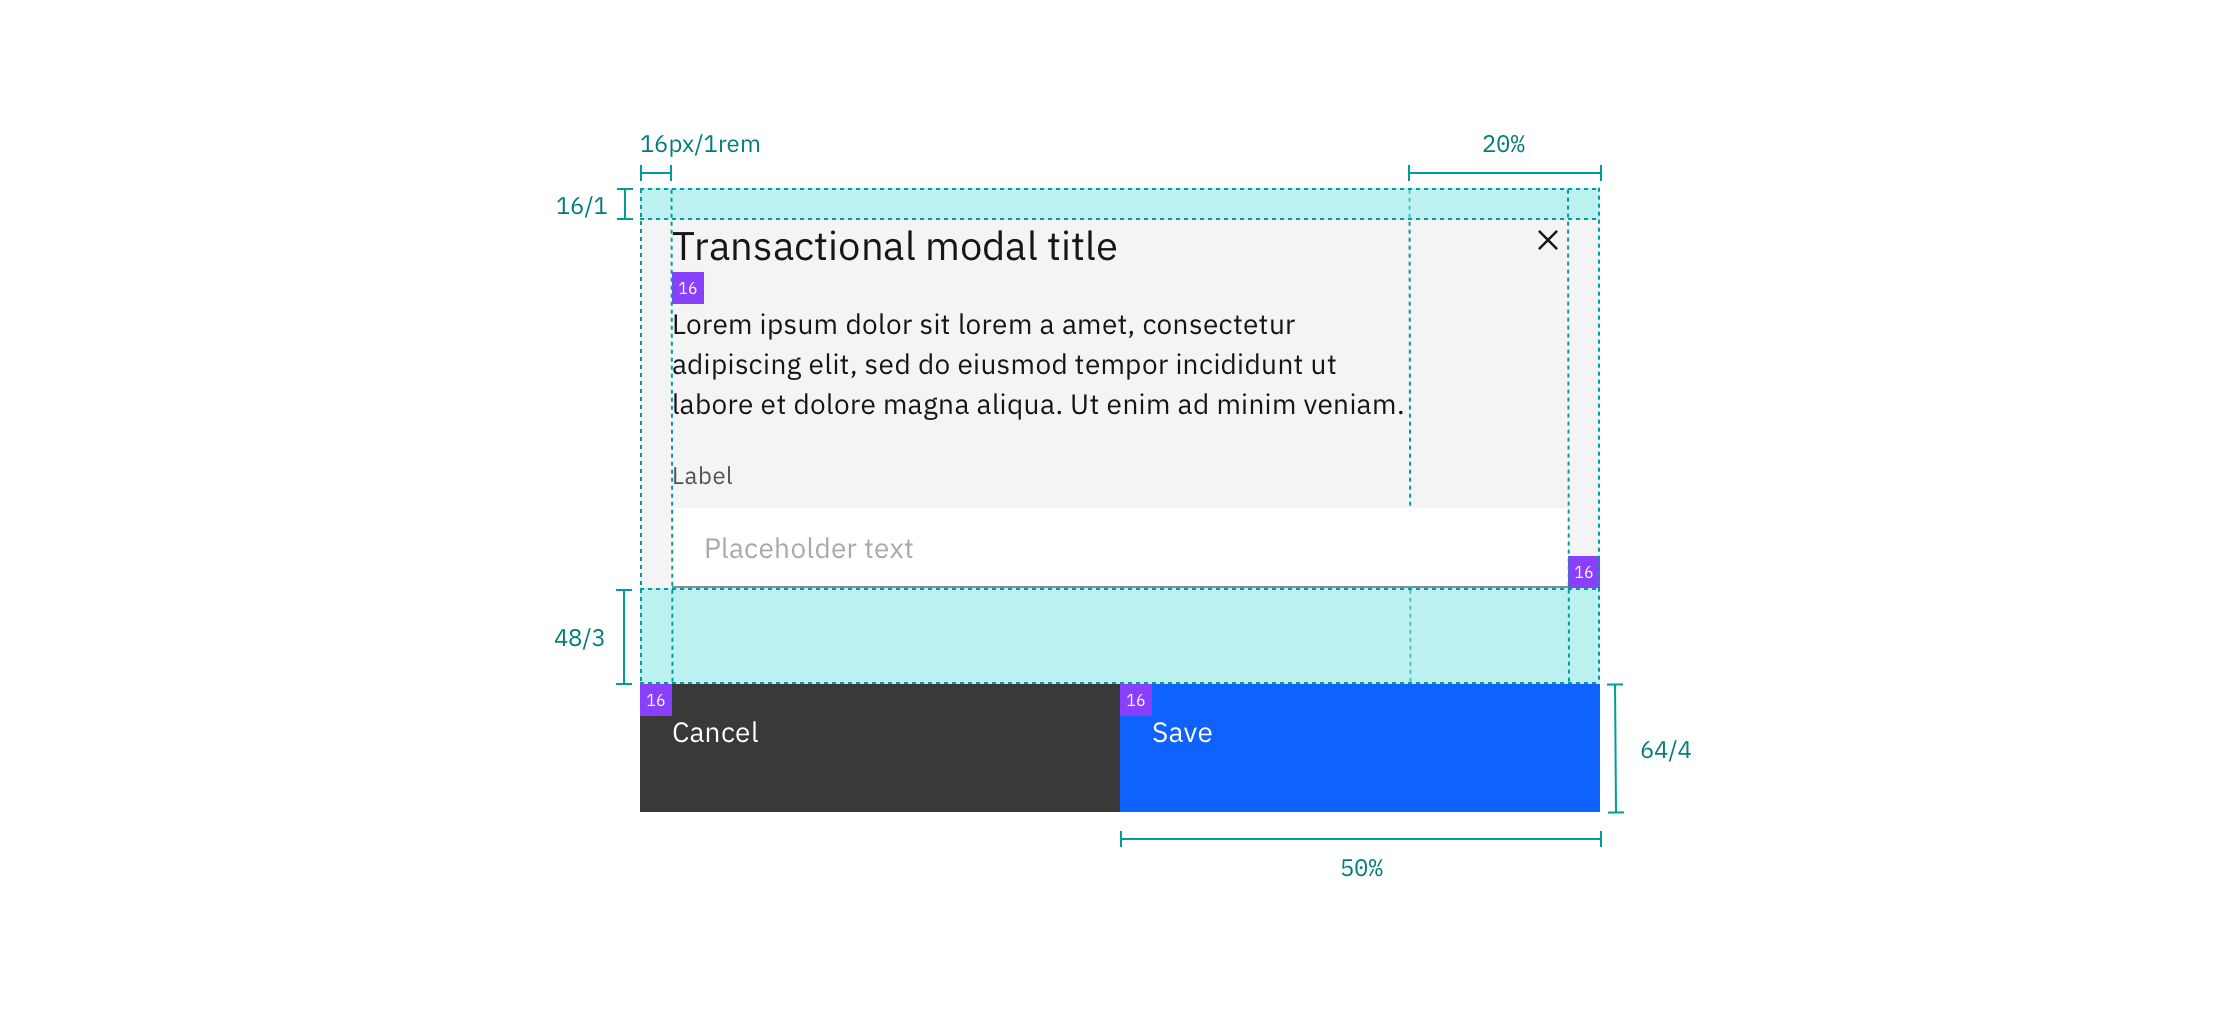 16px/1rem
20%
16/1
Transactional modal title
16
Lorem ipsum dolor sit lorem a amet, consectetur
adipiscing elit, sed do eiusmod tempor incididunt ut
labore et dolore magna aliqua. Ut enim ad minim veniam.
Label
Placeholder text
16
48/3
16
16
Cancel
Save
64/4
50%